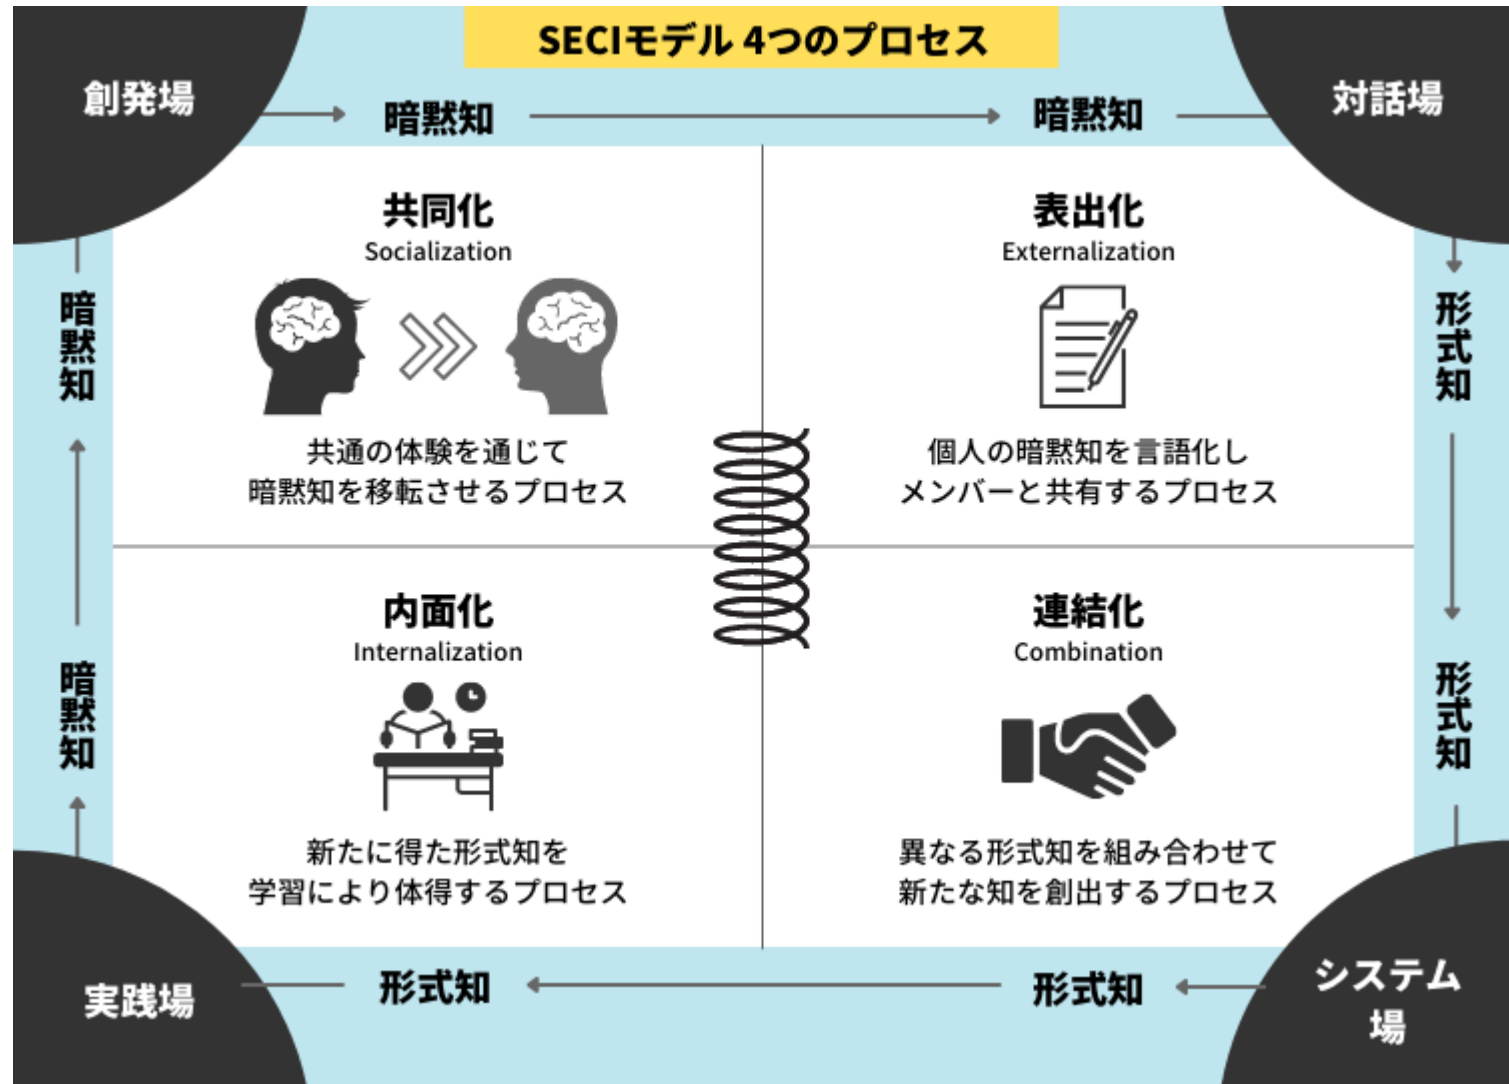 SECIモデル 4つのプロセス
創発場
暗黙知
暗黙知
対話場
共同化
Socialization
共通の体験を通じて
暗黙知を移転させるプロセス
表出化
Externalization
個人の暗黙知を言語化し
メンバーと共有するプロセス
暗黙知
形式知
内面化
Internalization
新たに得た形式知を
学習により体得するプロセス
連結化
Combination
異なる形式知を組み合わせて
新たな知を創出するプロセス
暗黙知
形式知
実践場
形式知
形式知
システム
場